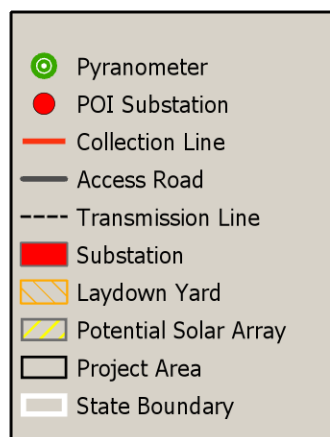 Pyranometer
POI Substation
Collection Line
Access Road
Transmission Line
Substation
Laydown Yard
Potential Solar Array
Project Area
State Boundary